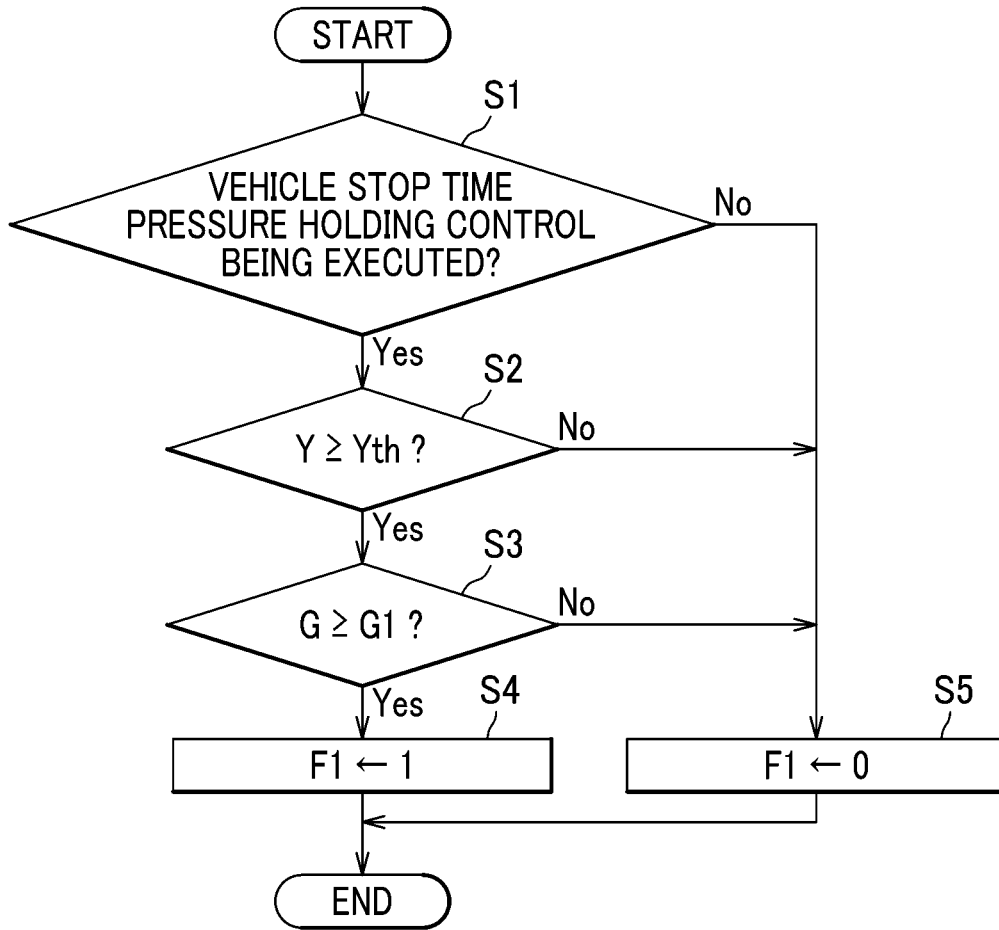 START
S1
VEHICLE STOP TIME
PRESSURE HOLDING CONTROL
BEING EXECUTED?
No
Yes
S2
Y ≥ Yth ?
No
Yes
S3
G ≥ G1 ?
No
Yes
S4
F1 ← 1
S5
F1 ← 0
END